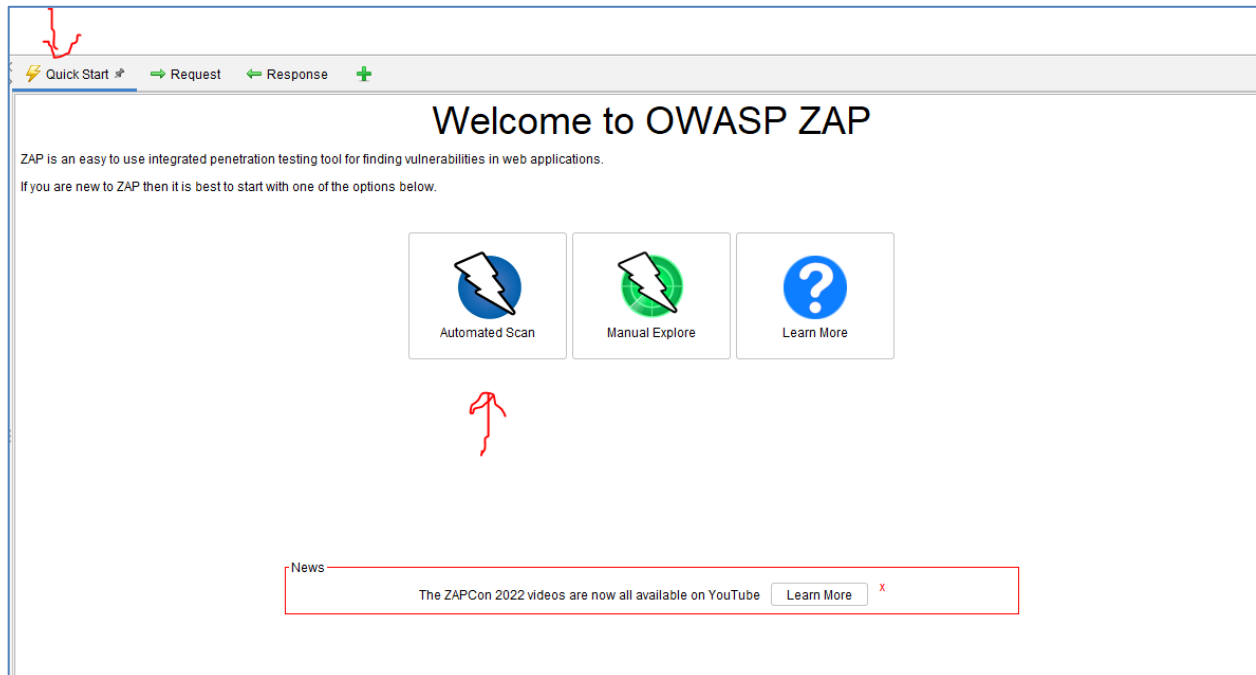 Quick Start
Request
Response
Welcome to OWASP ZAP
ZAP is an easy to use integrated penetration testing tool for finding vulnerabilities in web applications.
If you are new to ZAP then it is best to start with one of the options below.
Automated Scan
Manual Explore
Learn More
News
The ZAPCon 2022 videos are now all available on YouTube Learn More x